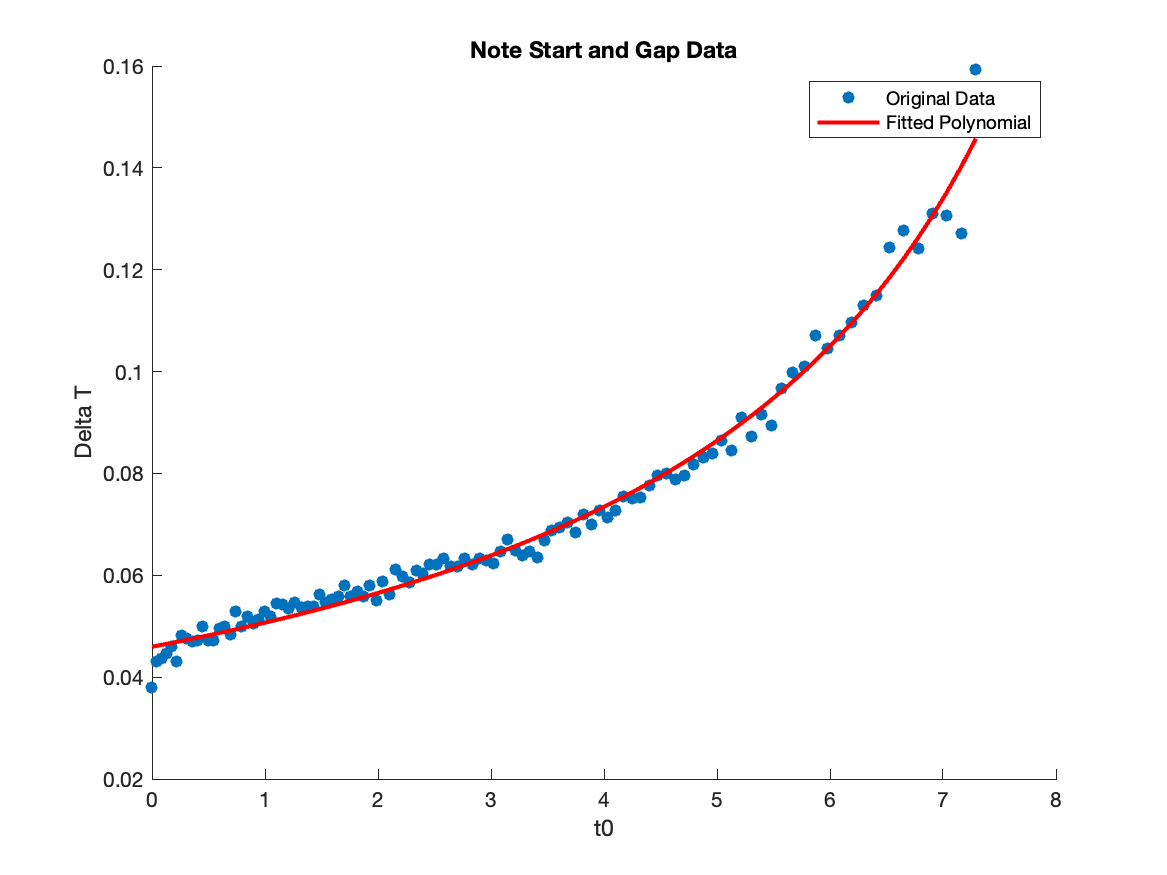 Note Start and Gap Data
0.16
0.14
0.12
0.1
0.08
0.06
0.04
0.02
Delta T
Original Data
Fitted Polynomial
0 1 2 3 4 5 6 7 8
t0